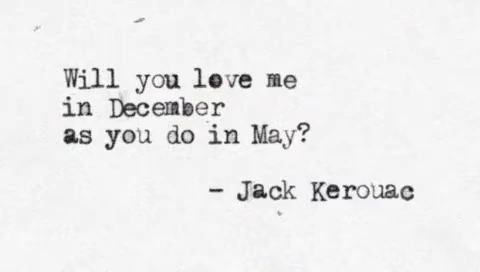 Will you love me
in December
as you do in May?
- Jack Kerouac